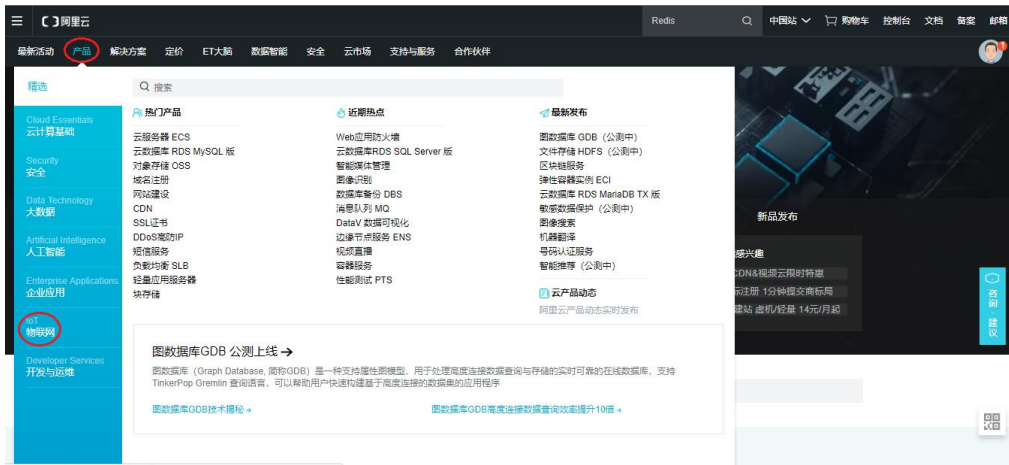 阿里云
Redis
中国站 购物车 控制台 文档 备案 邮箱
最新活动 产品 解决方案 定价 ET大脑 数据智能 安全 云市场 支持与服务 合作伙伴
1
精选
搜索
Cloud Essentials
云计算基础
Security
安全
Data Technology
大数据
Artificial Intelligence
人工智能
Enterprise Applications
企业应用
IoT
物联网
Developer Services
开发与运维
热门产品
云服务器 ECS
云数据库 RDS MySQL 版
对象存储 OSS
域名注册
网站建设
CDN
SSL证书
DDoS高防IP
短信服务
负载均衡 SLB
轻量应用服务器
块存储
近期热点
Web应用防火墙
云数据库RDS SQL Server 版
智能媒体管理
图像识别
数据库备份 DBS
消息队列 MQ
DataV 数据可视化
边缘节点服务 ENS
视频直播
容器服务
性能测试 PTS
最新发布
图数据库 GDB（公测中）
文件存储 HDFS（公测中）
区块链服务
弹性容器实例 ECI
云数据库 RDS MariaDB TX 版
敏感数据保护（公测中）
图像搜索
机器翻译
号码认证服务
智能推荐（公测中）
云产品动态
阿里云产品动态实时发布
图数据库GDB 公测上线
图数据库（Graph Database, 简称GDB）是一种支持属性图模型，用于处理高度连接数据查询与存储的实时可靠的在线数据库，支持
TinkerPop Gremlin 查询语言，可以帮助用户快速构建基于高度连接的数据集的应用程序
图数据库GDB技术揭秘
图数据库GDB高度连接数据查询效率提升10倍
新品发布
感兴趣
CDN&视频云限时特惠
标注册 1分钟提交商标局
建站 虚机/轻量 14元/月起
咨询·建议